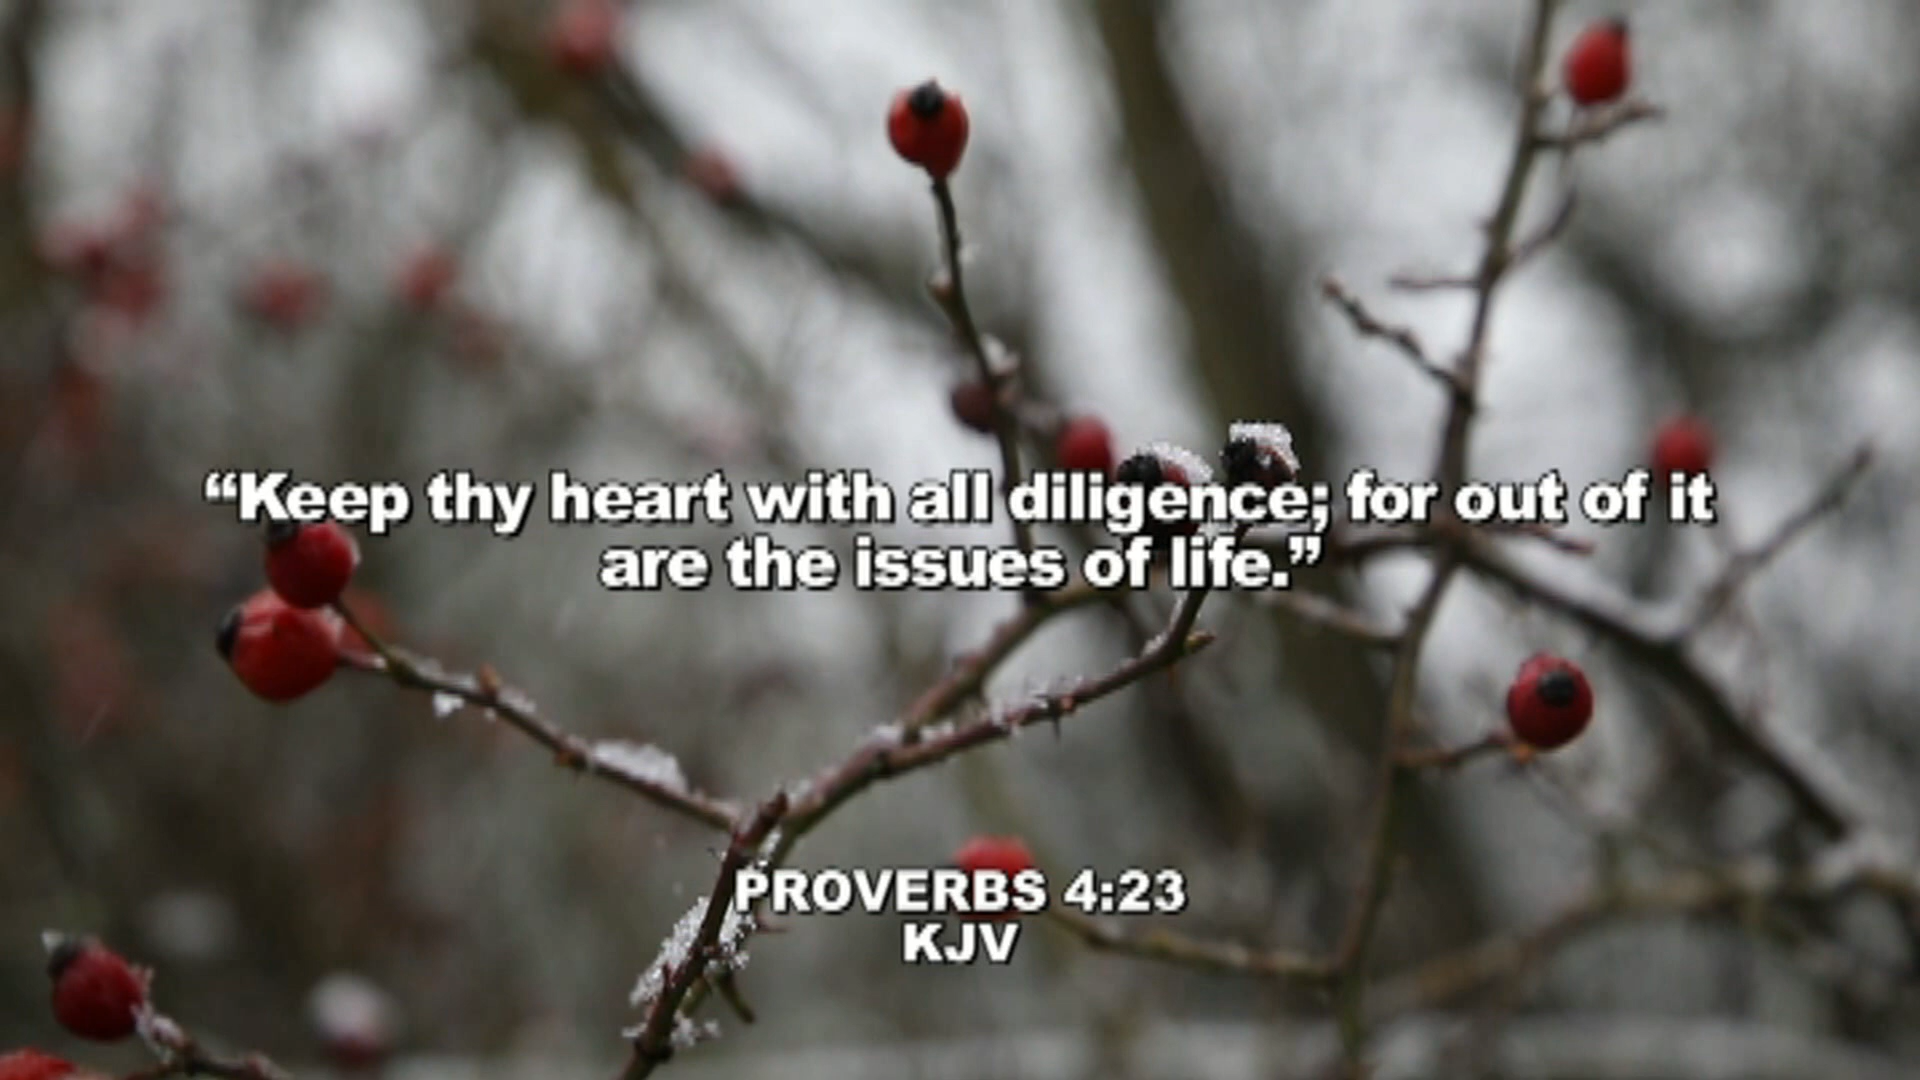 “Keep thy heart with all diligence; for out of it
are the issues of life.”
PROVERBS 4:23
KJV